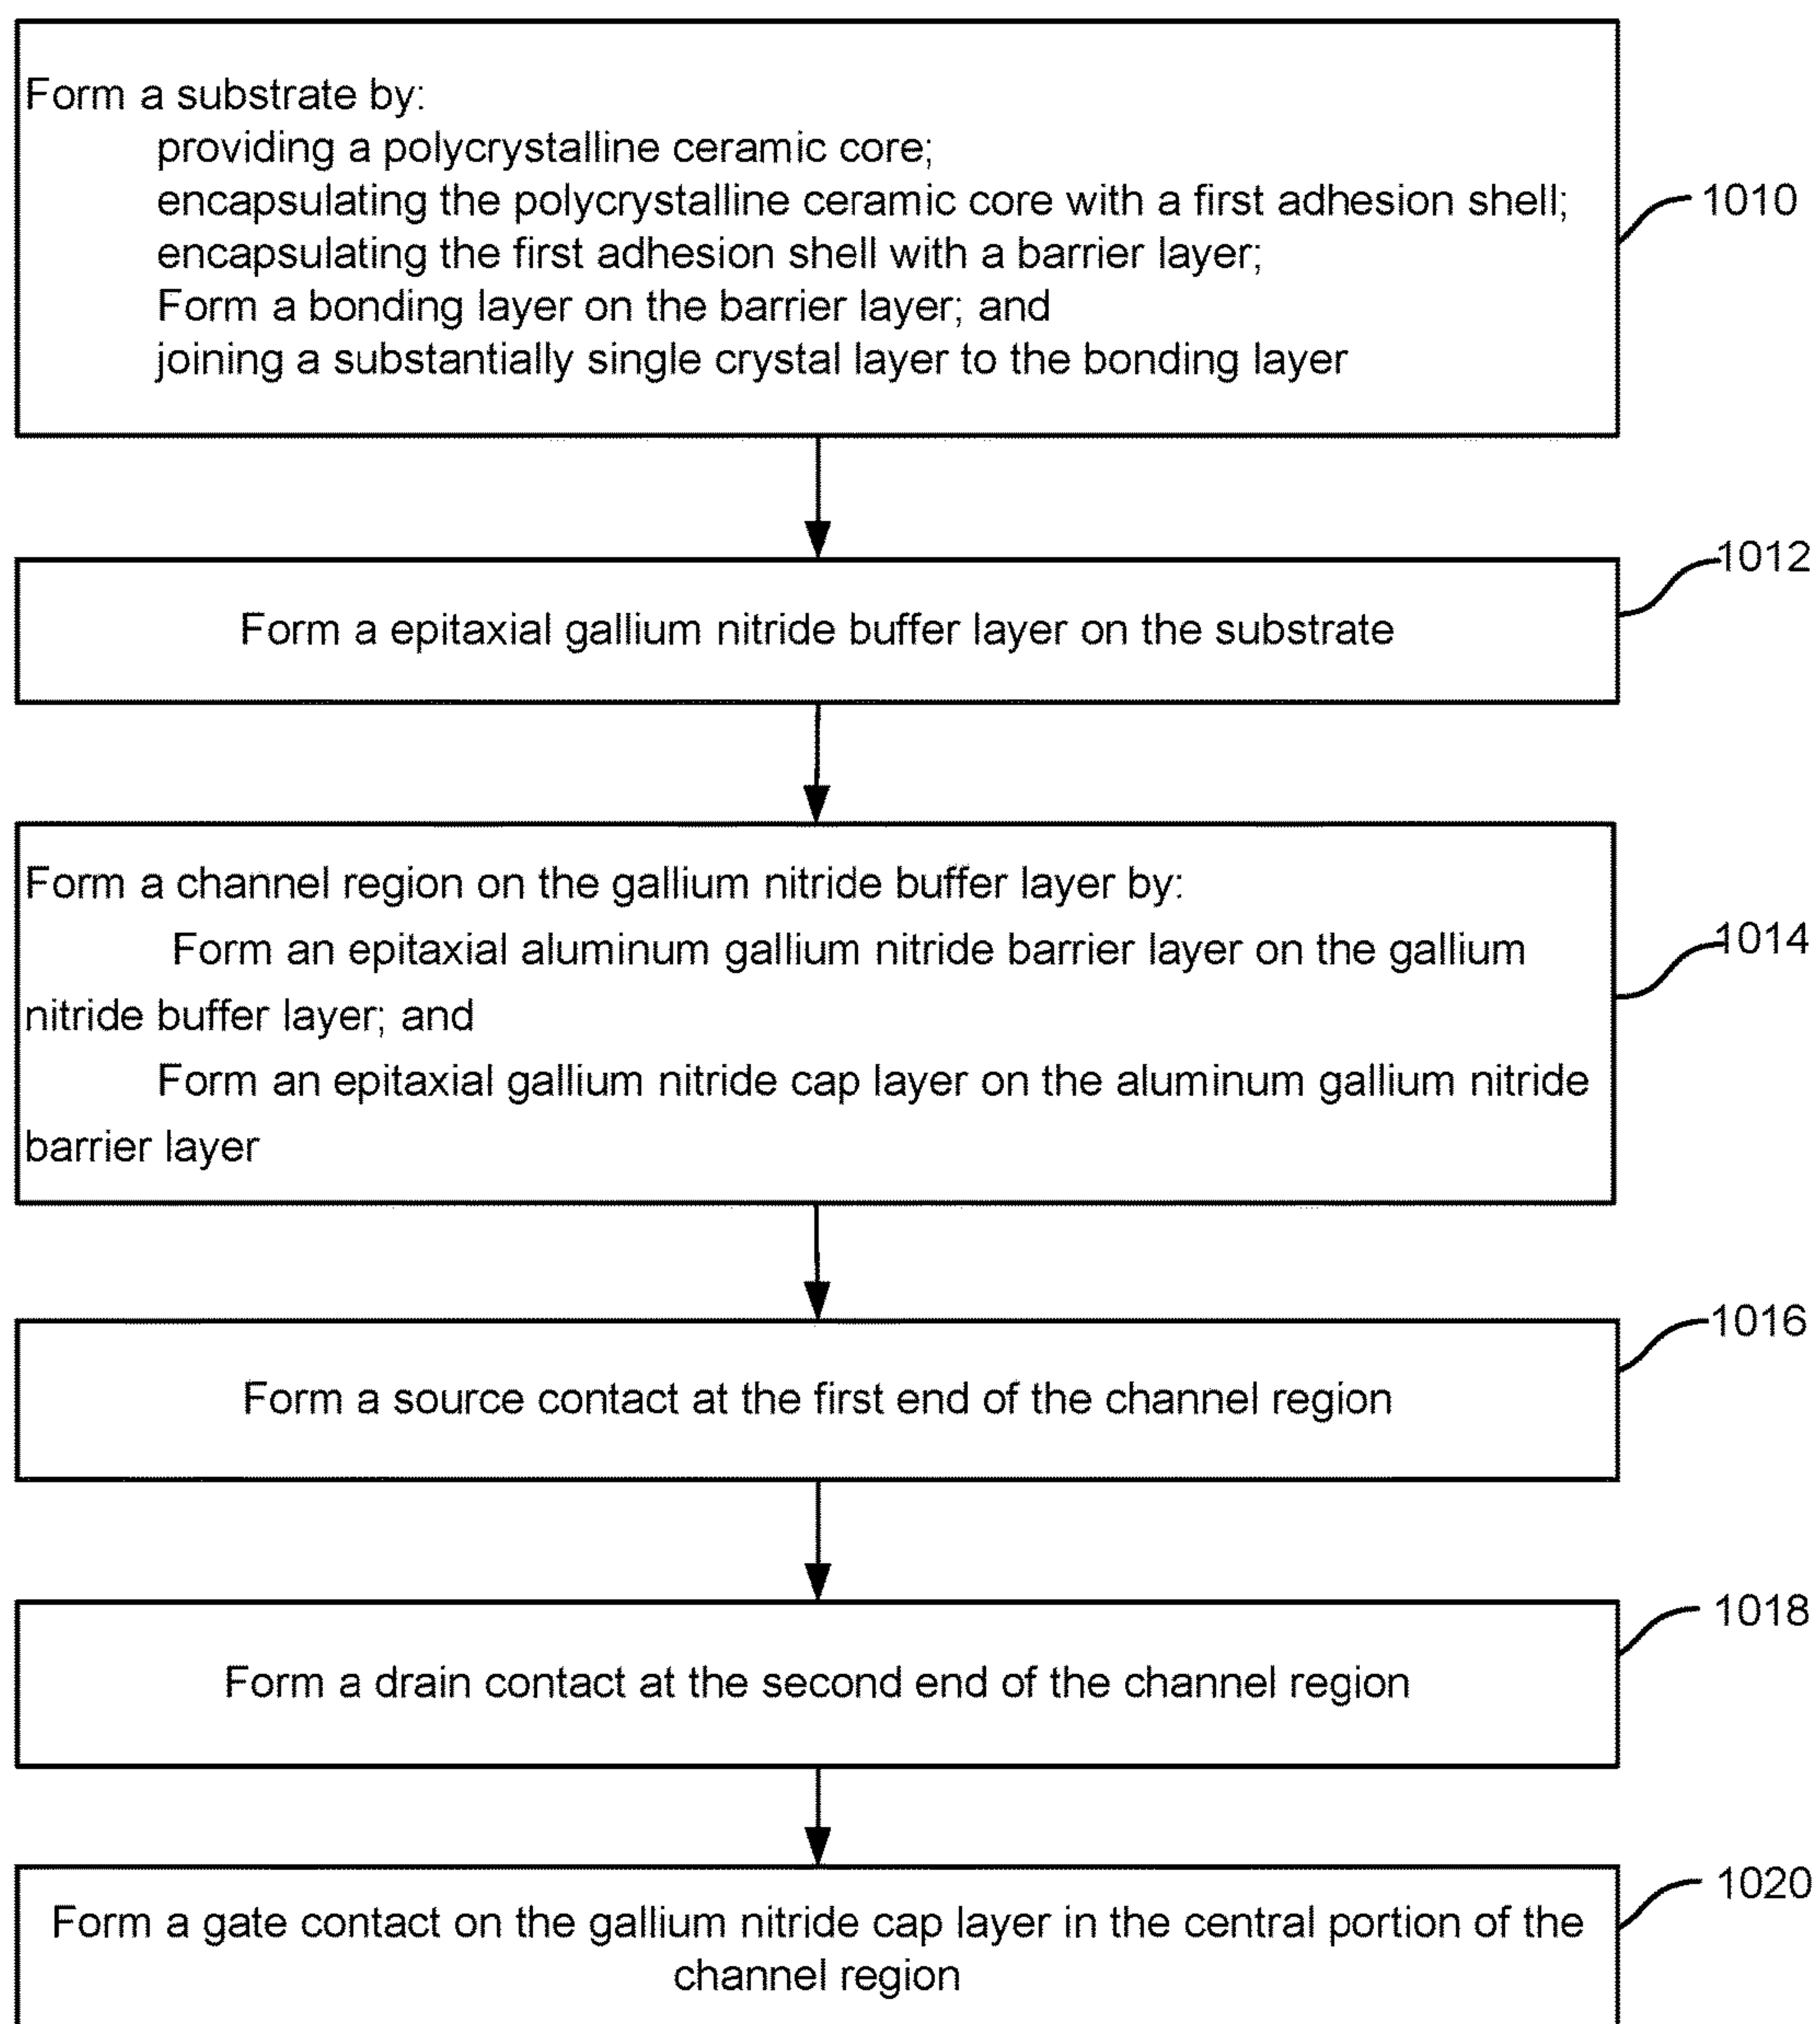 Form a substrate by:
providing a polycrystalline ceramic core;
encapsulating the polycrystalline ceramic core with a first adhesion shell;
encapsulating the first adhesion shell with a barrier layer;
Form a bonding layer on the barrier layer; and
joining a substantially single crystal layer to the bonding layer
1010
1012
Form a epitaxial gallium nitride buffer layer on the substrate
Form a channel region on the gallium nitride buffer layer by:
Form an epitaxial aluminum gallium nitride barrier layer on the gallium
nitride buffer layer; and
Form an epitaxial gallium nitride cap layer on the aluminum gallium nitride
barrier layer
1014
1016
Form a source contact at the first end of the channel region
1018
Form a drain contact at the second end of the channel region
1020
Form a gate contact on the gallium nitride cap layer in the central portion of the
channel region